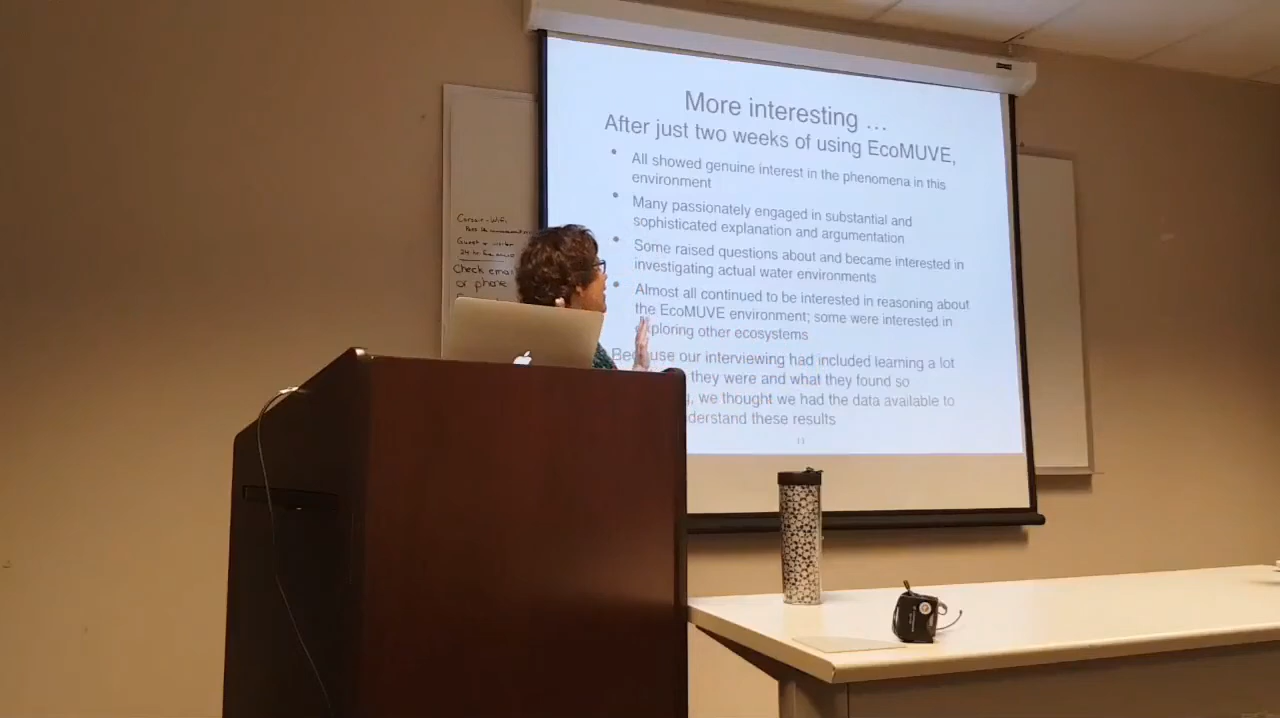 More interesting …
After just two weeks of using EcoMUVE,
• All showed genuine interest in the phenomena in this
environment
• Many passionately engaged in substantial and
sophisticated explanation and argumentation
• Some raised questions about and became interested in
investigating actual water environments
• Almost all continued to be interested in reasoning about
the EcoMUVE environment; some were interested in
exploring other ecosystems
Because our interviewing had included learning a lot
they were and what they found so
we thought we had the data available to
these results
11
Guest
Check
or phone